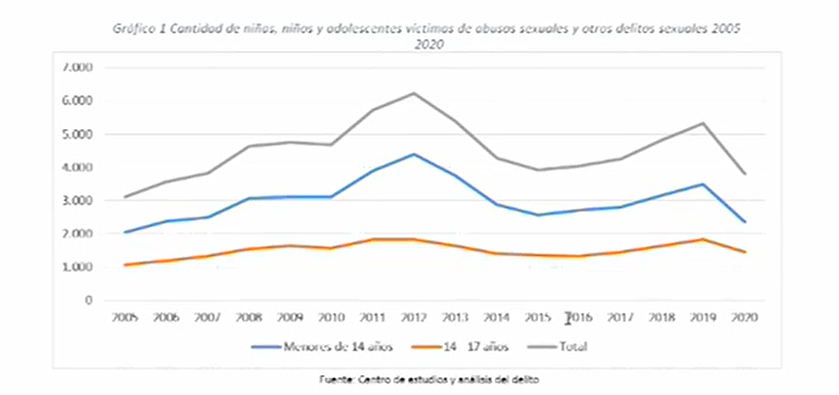 Gráfico 1 Cantidad de niñas, niños y adolescentes víctimas de abusos sexuales y otros delitos sexuales 2005
2020
7.000
6.000
5.000
4.000
3.000
2.000
1.000
0
2005 2006 2007 2008 2009 2010 2011 2012 2013 2014 2015 2016 2017 2018 2019 2020
Menores de 14 años 14 17 años Total
Fuente: Centro de estudios y análisis del delito